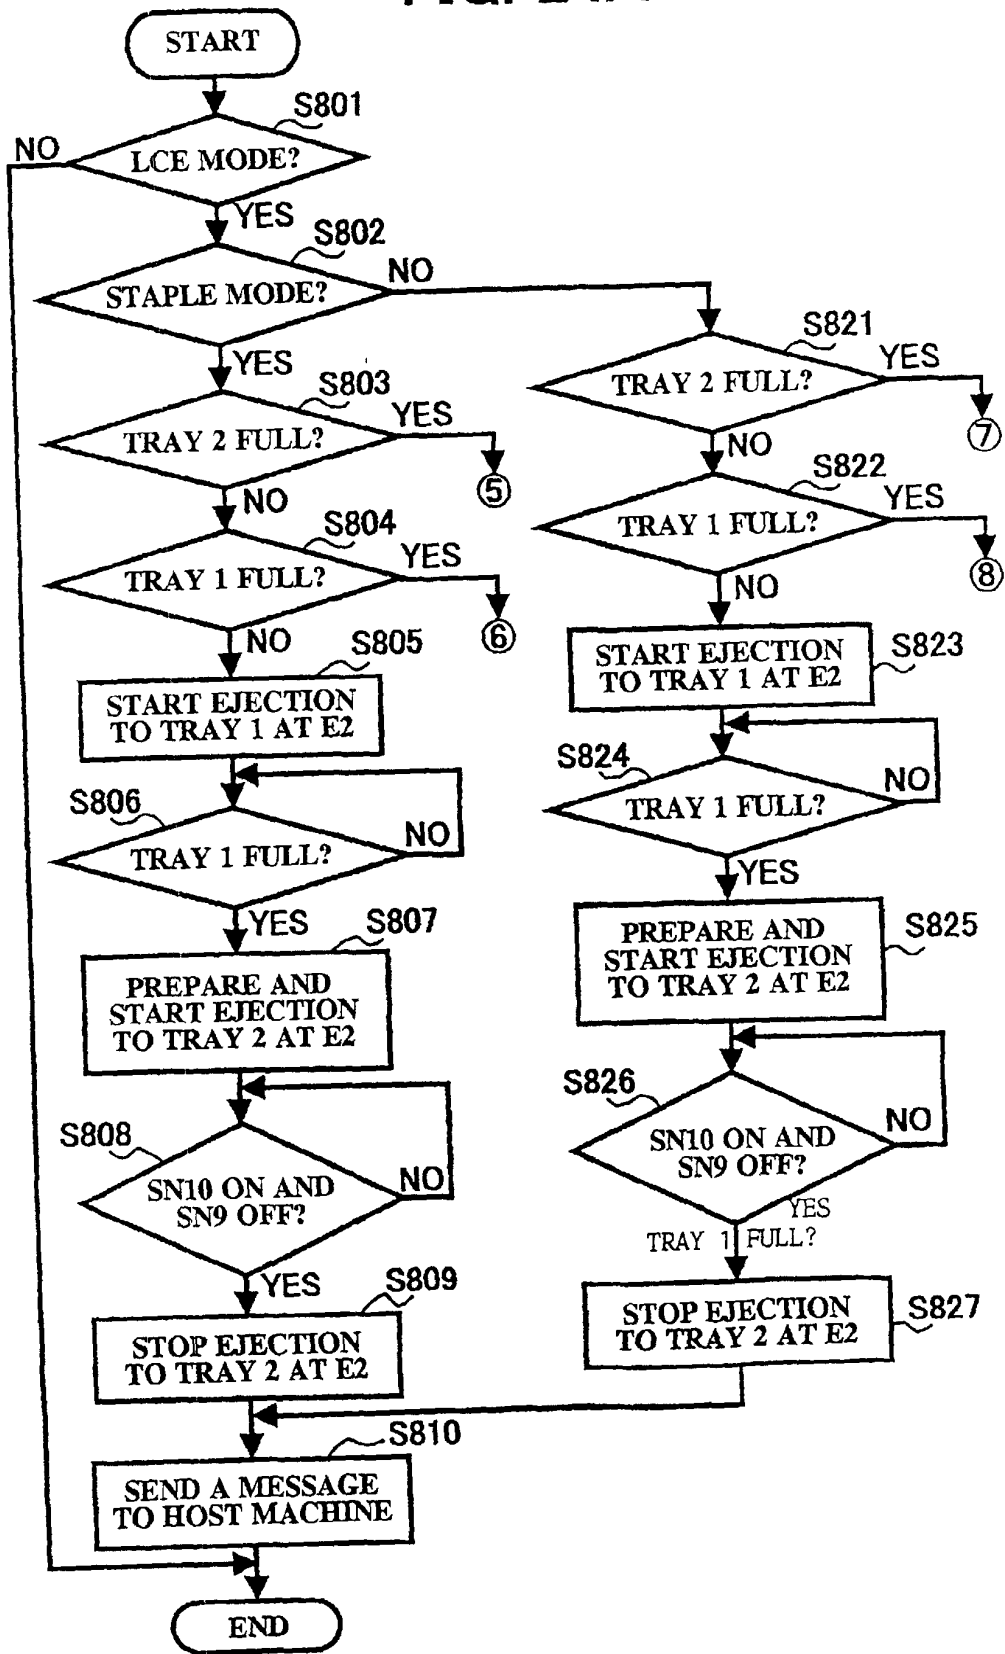 START
S801
NO
LCE MODE?
YES
S802
NO
STAPLE MODE?
YES
S821
YES
TRAY 2 FULL?
⑦
NO
S803
YES
TRAY 2 FULL?
⑤
NO
S822
YES
TRAY 1 FULL?
⑧
NO
S804
YES
TRAY 1 FULL?
⑥
NO
S805
START EJECTION
TO TRAY 1 AT E2
S823
START EJECTION
TO TRAY 1 AT E2
S806
NO
TRAY 1 FULL?
YES
S824
NO
TRAY 1 FULL?
YES
S807
PREPARE AND
START EJECTION
TO TRAY 2 AT E2
S825
PREPARE AND
START EJECTION
TO TRAY 2 AT E2
S808
NO
SN10 ON AND
SN9 OFF?
YES
S826
NO
SN10 ON AND
SN9 OFF?
YES
TRAY 1 FULL?
S809
STOP EJECTION
TO TRAY 2 AT E2
S827
STOP EJECTION
TO TRAY 2 AT E2
S810
SEND A MESSAGE
TO HOST MACHINE
END